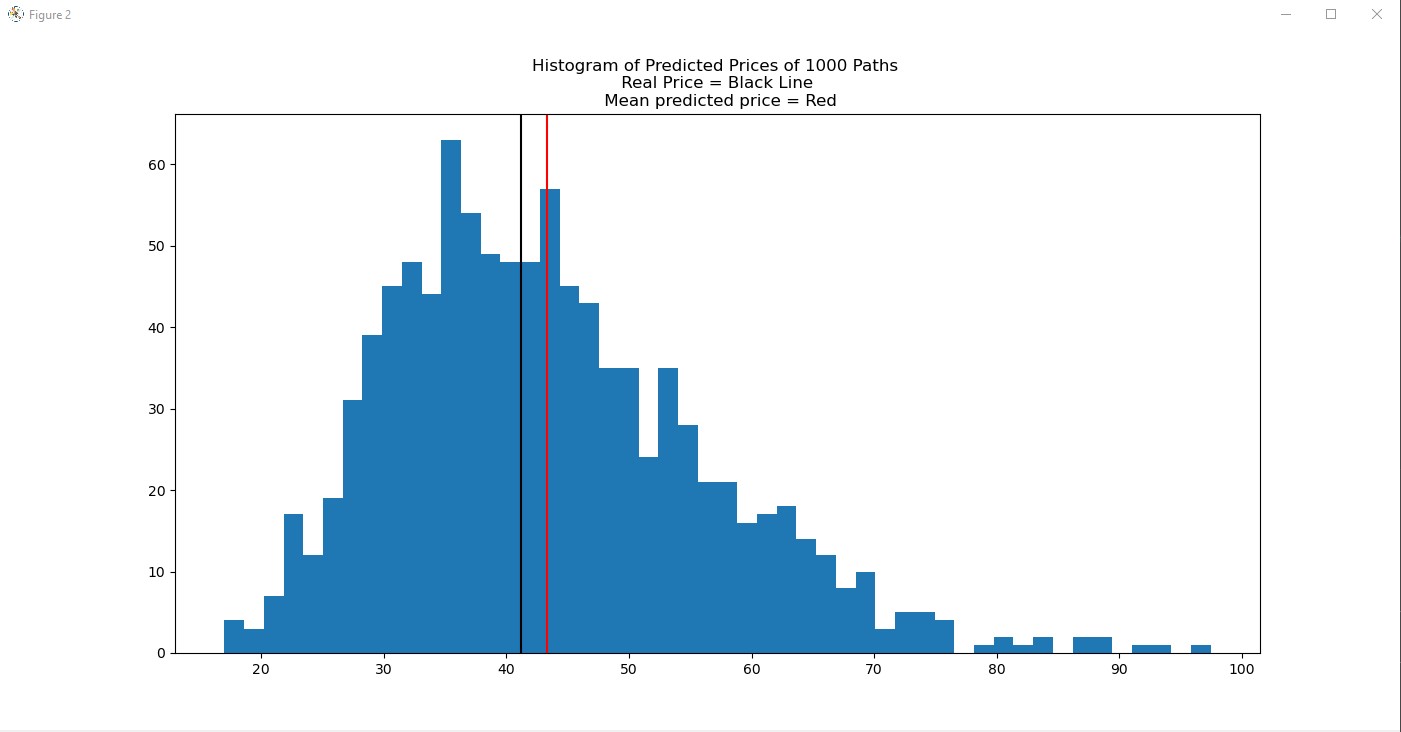 Figure 2
Histogram of Predicted Prices of 1000 Paths
Real Price = Black Line
Mean predicted price = Red
60
50
40
30
20
10
0
20 30 40 50 60 70 80 90 100